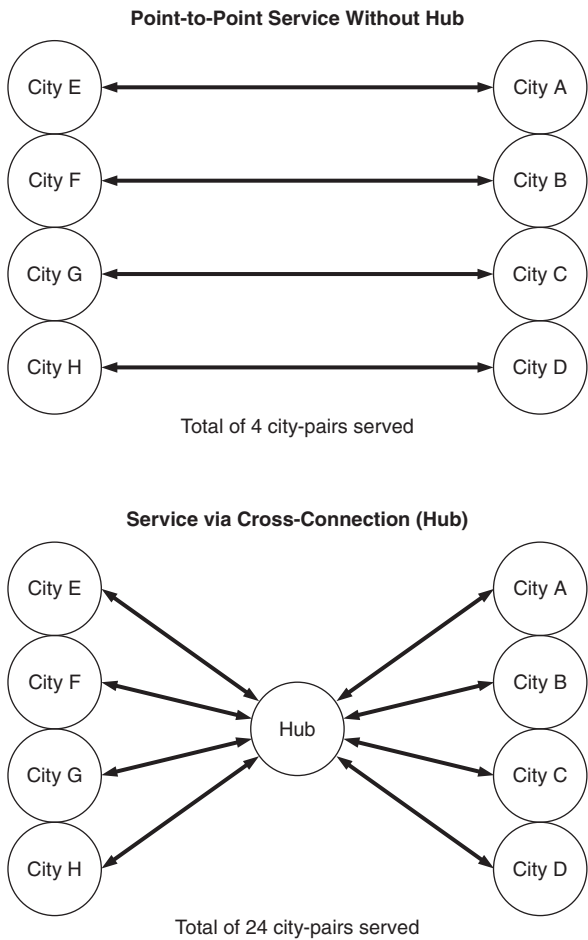 Point-to-Point Service Without Hub
City E
City A
City F
City B
City G
City C
City H
City D
Total of 4 city-pairs served
Service via Cross-Connection (Hub)
City E
City A
City F
City B
Hub
City G
City C
City H
City D
Total of 24 city-pairs served